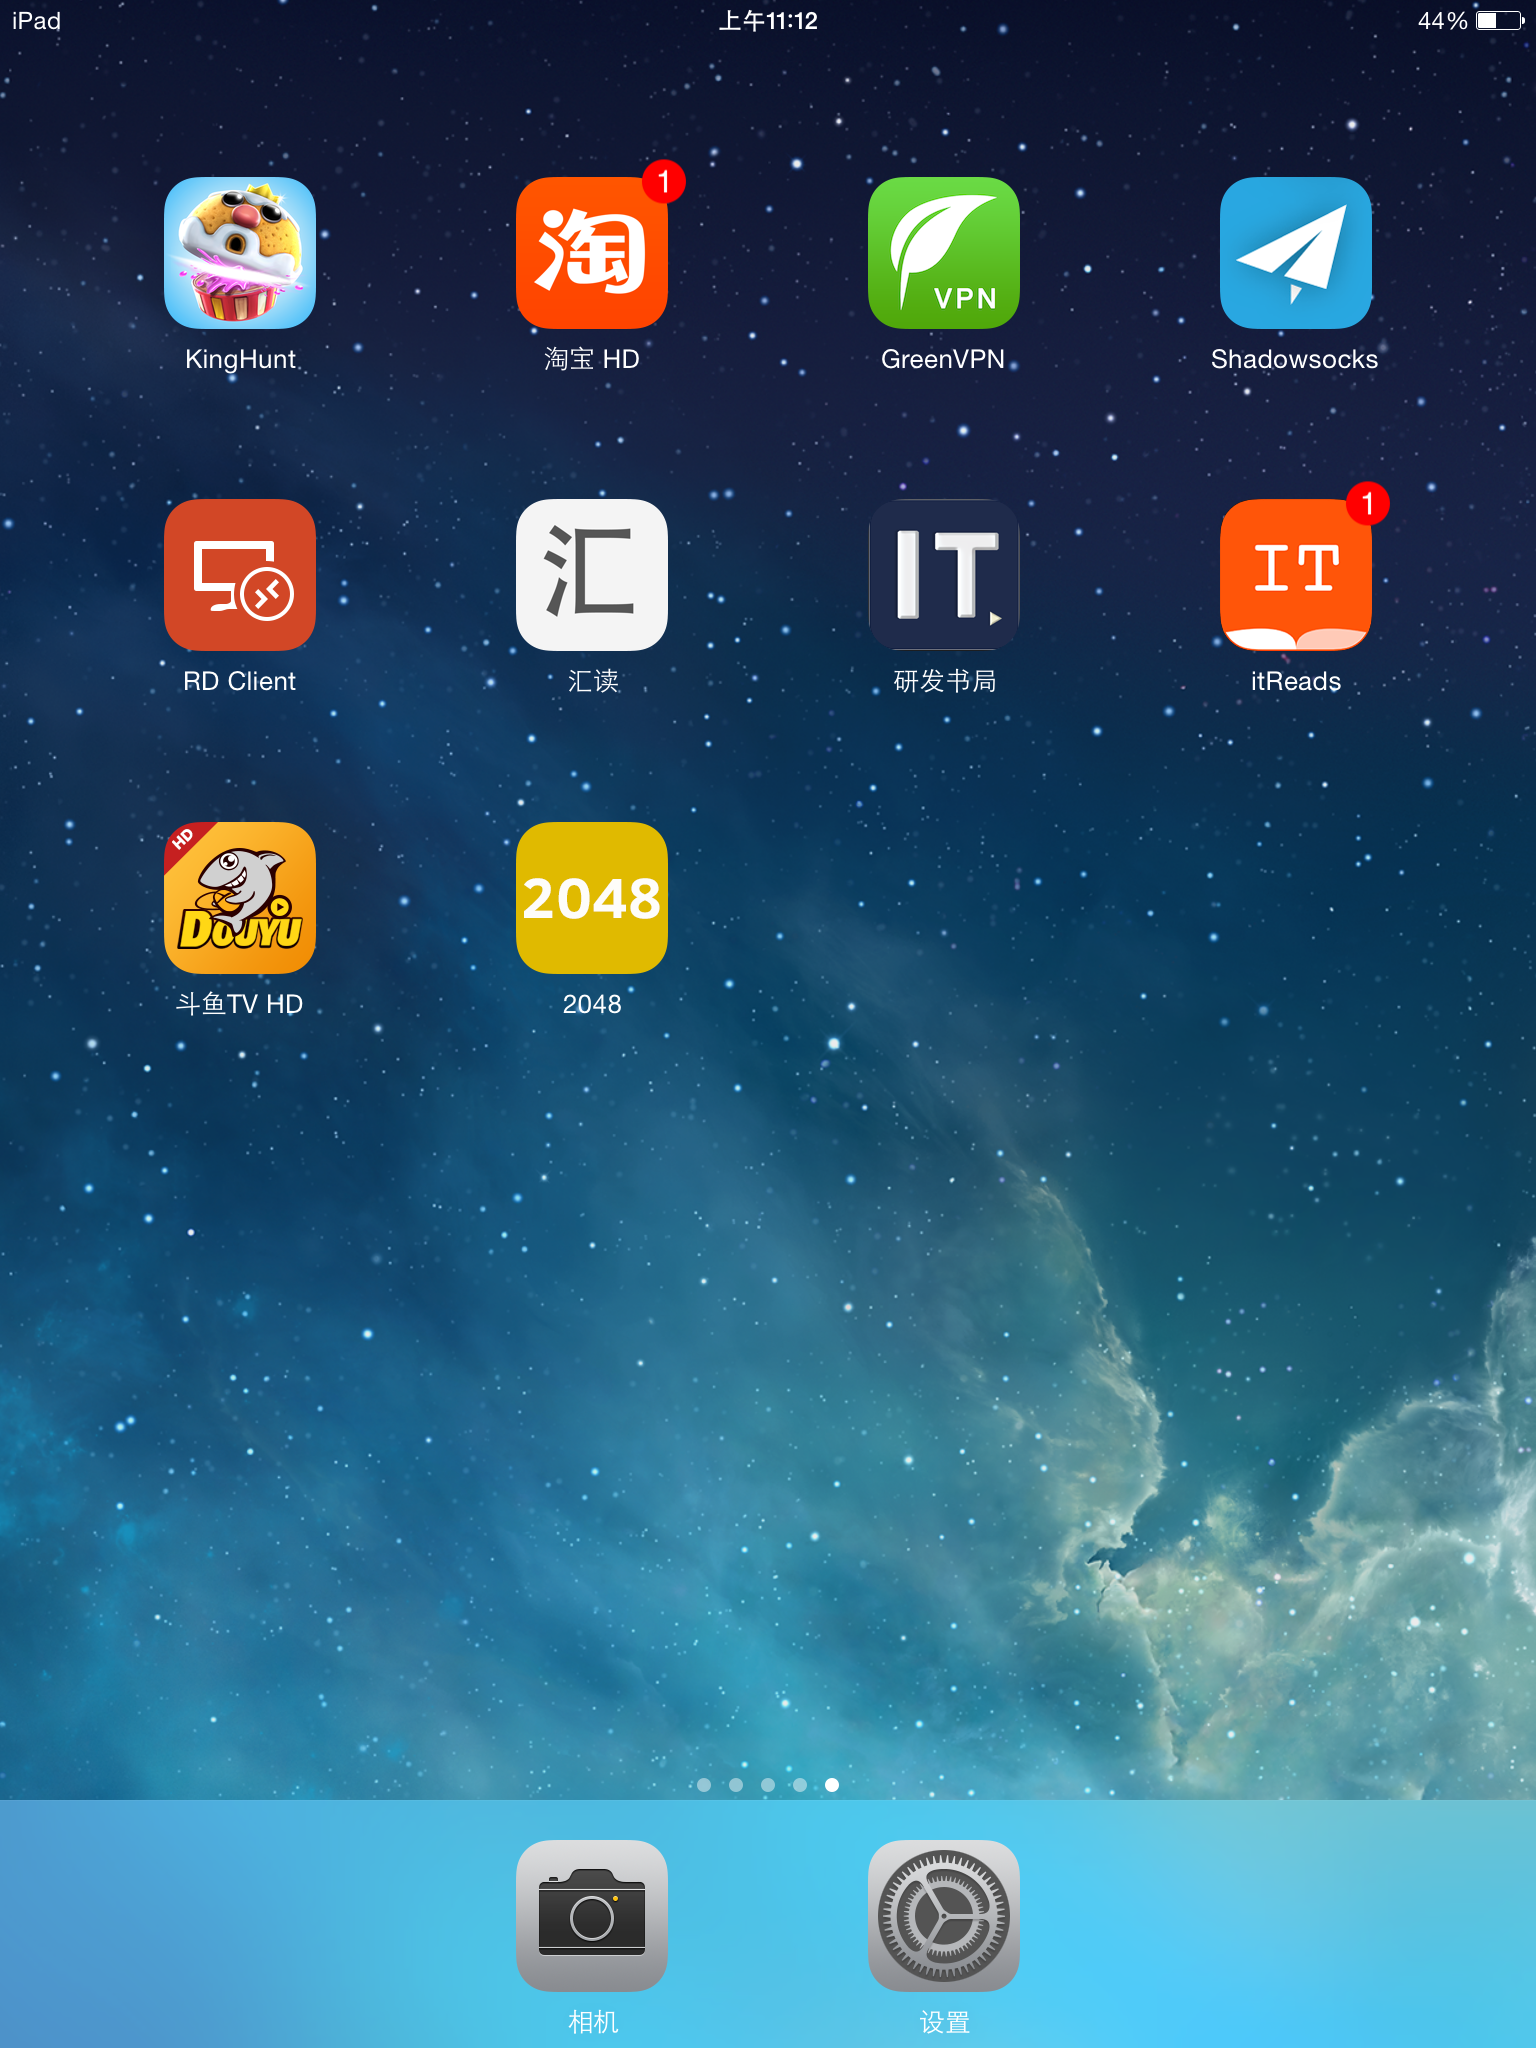 iPad 上午11:12 44%
1
淘
VPN
KingHunt 淘宝 HD GreenVPN Shadowsocks
1
汇 IT IT
RD Client 汇读 研发书局 itReads
HD
DOUYU 2048
斗鱼TV HD 2048
相机 设置